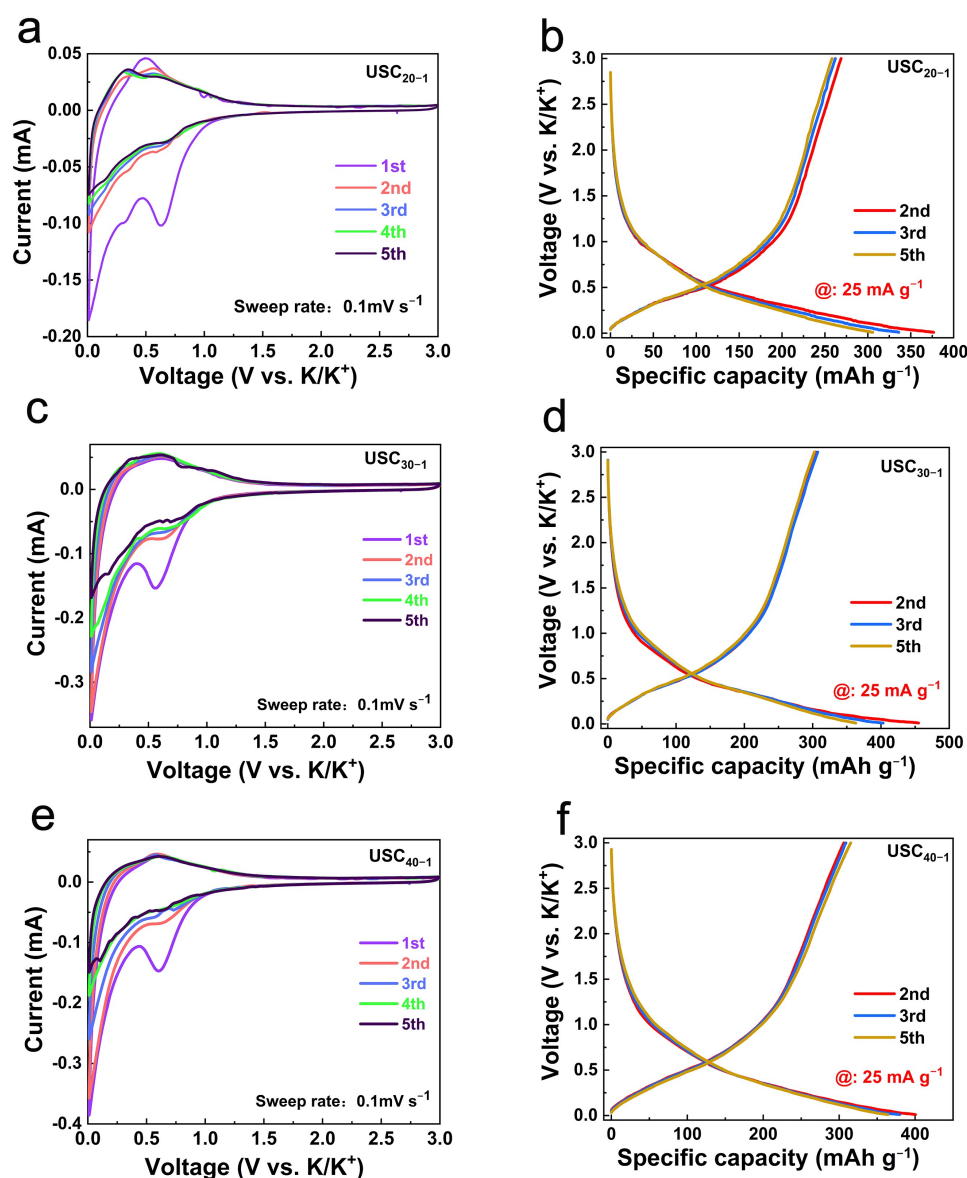 a
USC20−1
0.05
0.00
-0.05
-0.10
-0.15
-0.20
Current (mA)
1st
2nd
3rd
4th
5th
Sweep rate：0.1mV s−1
0.0 0.5 1.0 1.5 2.0 2.5 3.0
Voltage (V vs. K/K+)
b
USC20−1
3.0
2.5
2.0
1.5
1.0
0.5
0.0
Voltage (V vs. K/K+)
2nd
3rd
5th
@: 25 mA g−1
0 50 100 150 200 250 300 350 400
Specific capacity (mAh g−1)
c
USC30−1
0.0
-0.1
-0.2
-0.3
Current (mA)
1st
2nd
3rd
4th
5th
Sweep rate：0.1mV s−1
0.0 0.5 1.0 1.5 2.0 2.5 3.0
Voltage (V vs. K/K+)
d
USC30−1
3.0
2.5
2.0
1.5
1.0
0.5
0.0
Voltage (V vs. K/K+)
2nd
3rd
5th
@: 25 mA g−1
0 100 200 300 400 500
Specific capacity (mAh g−1)
e
USC40−1
0.0
-0.1
-0.2
-0.3
-0.4
Current (mA)
1st
2nd
3rd
4th
5th
Sweep rate：0.1mV s−1
0.0 0.5 1.0 1.5 2.0 2.5 3.0
Voltage (V vs. K/K+)
f
USC40−1
3.0
2.5
2.0
1.5
1.0
0.5
0.0
Voltage (V vs. K/K+)
2nd
3rd
5th
@: 25 mA g−1
0 100 200 300 400
Specific capacity (mAh g−1)